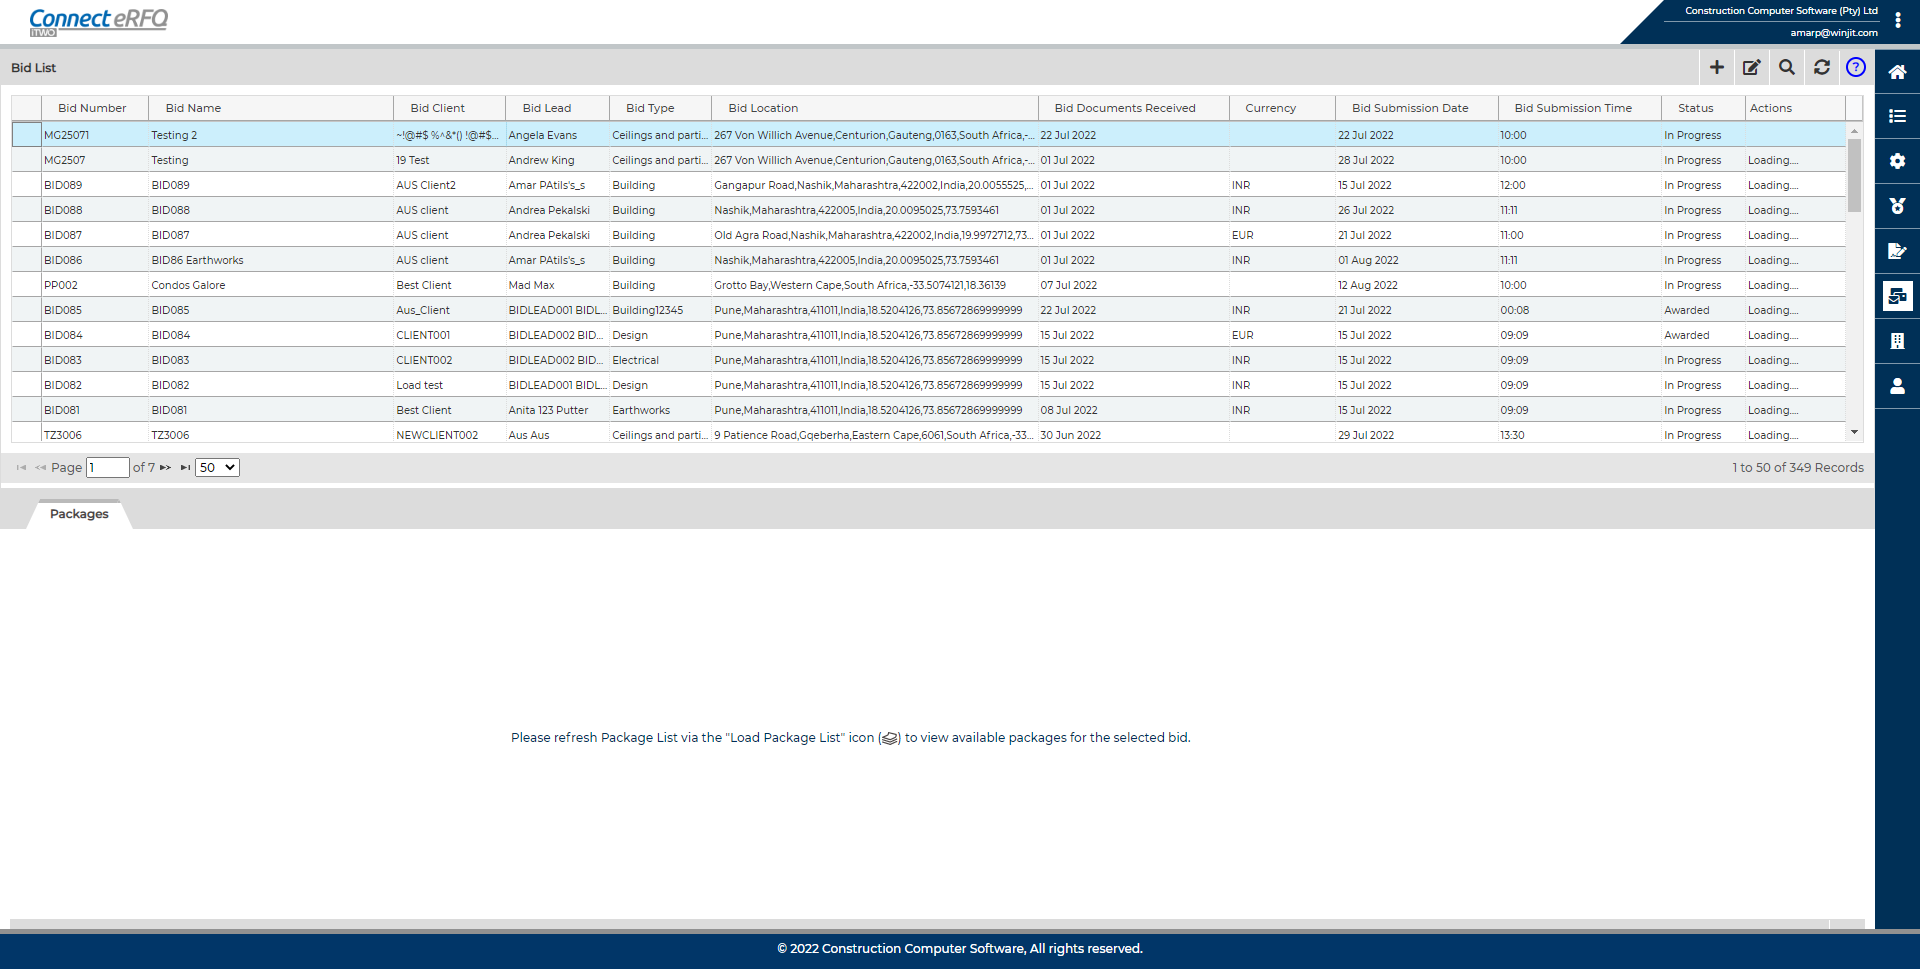 Connect eRFQ
iTWO
Construction Computer Software (Pty) Ltd
amarp@winjit.com
Bid List
?
Bid Number Bid Name Bid Client Bid Lead Bid Type Bid Location Bid Documents Received Currency Bid Submission Date Bid Submission Time Status Actions
MG25071 Testing 2 ~!@#$ %^&*() !@#$... Angela Evans Ceilings and parti... 267 Von Willich Avenue,Centurion,Gauteng,0163,South Africa,-... 22 Jul 2022 22 Jul 2022 10:00 In Progress
MG2507 Testing 19 Test Andrew King Ceilings and parti... 267 Von Willich Avenue,Centurion,Gauteng,0163,South Africa,-... 01 Jul 2022 28 Jul 2022 10:00 In Progress Loading....
BID089 BID089 AUS Client2 Amar PAtils's_s Building Gangapur Road,Nashik,Maharashtra,422002,India,20.0055525,... 01 Jul 2022 INR 15 Jul 2022 12:00 In Progress Loading....
BID088 BID088 AUS client Andrea Pekalski Building Nashik,Maharashtra,422005,India,20.0095025,73.7593461 01 Jul 2022 INR 26 Jul 2022 11:11 In Progress Loading....
BID087 BID087 AUS client Andrea Pekalski Building Old Agra Road,Nashik,Maharashtra,422002,India,19.9972712,73... 01 Jul 2022 EUR 21 Jul 2022 11:00 In Progress Loading....
BID086 BID86 Earthworks AUS client Amar PAtils's_s Building Nashik,Maharashtra,422005,India,20.0095025,73.7593461 01 Jul 2022 INR 01 Aug 2022 11:11 In Progress Loading....
PP002 Condos Galore Best Client Mad Max Building Grotto Bay,Western Cape,South Africa,-33.5074121,18.36139 07 Jul 2022 12 Aug 2022 10:00 In Progress Loading....
BID085 BID085 Aus_Client BIDLEAD001 BIDL... Building12345 Pune,Maharashtra,411011,India,18.5204126,73.85672869999999 22 Jul 2022 INR 21 Jul 2022 00:08 Awarded Loading....
BID084 BID084 CLIENT001 BIDLEAD002 BID... Design Pune,Maharashtra,411011,India,18.5204126,73.85672869999999 15 Jul 2022 EUR 15 Jul 2022 09:09 Awarded Loading....
BID083 BID083 CLIENT002 BIDLEAD002 BID... Electrical Pune,Maharashtra,411011,India,18.5204126,73.85672869999999 15 Jul 2022 INR 15 Jul 2022 09:09 In Progress Loading....
BID082 BID082 Load test BIDLEAD001 BIDL... Design Pune,Maharashtra,411011,India,18.5204126,73.85672869999999 15 Jul 2022 INR 15 Jul 2022 09:09 In Progress Loading....
BID081 BID081 Best Client Anita 123 Putter Earthworks Pune,Maharashtra,411011,India,18.5204126,73.85672869999999 08 Jul 2022 INR 15 Jul 2022 09:09 In Progress Loading....
TZ3006 TZ3006 NEWCLIENT002 Aus Aus Ceilings and parti... 9 Patience Road,Gqeberha,Eastern Cape,6061,South Africa,-33... 30 Jun 2022 29 Jul 2022 13:30 In Progress Loading....
Page 1 of 7 50 1 to 50 of 349 Records
Packages
Please refresh Package List via the "Load Package List" icon () to view available packages for the selected bid.
© 2022 Construction Computer Software, All rights reserved.